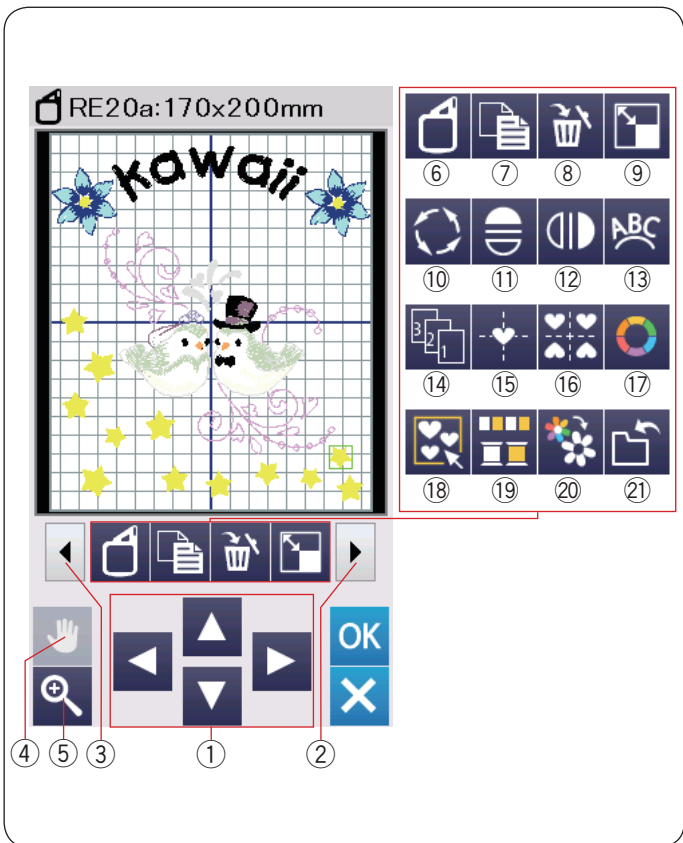 RE20a:170x200mm
kawaii
⑥ ⑦ ⑧ ⑨
ABC
⑩ ⑪ ⑫ ⑬
3 2 1
⑭ ⑮ ⑯ ⑰
⑱ ⑲ ⑳ ㉑
OK
④ ⑤ ③ ① ②